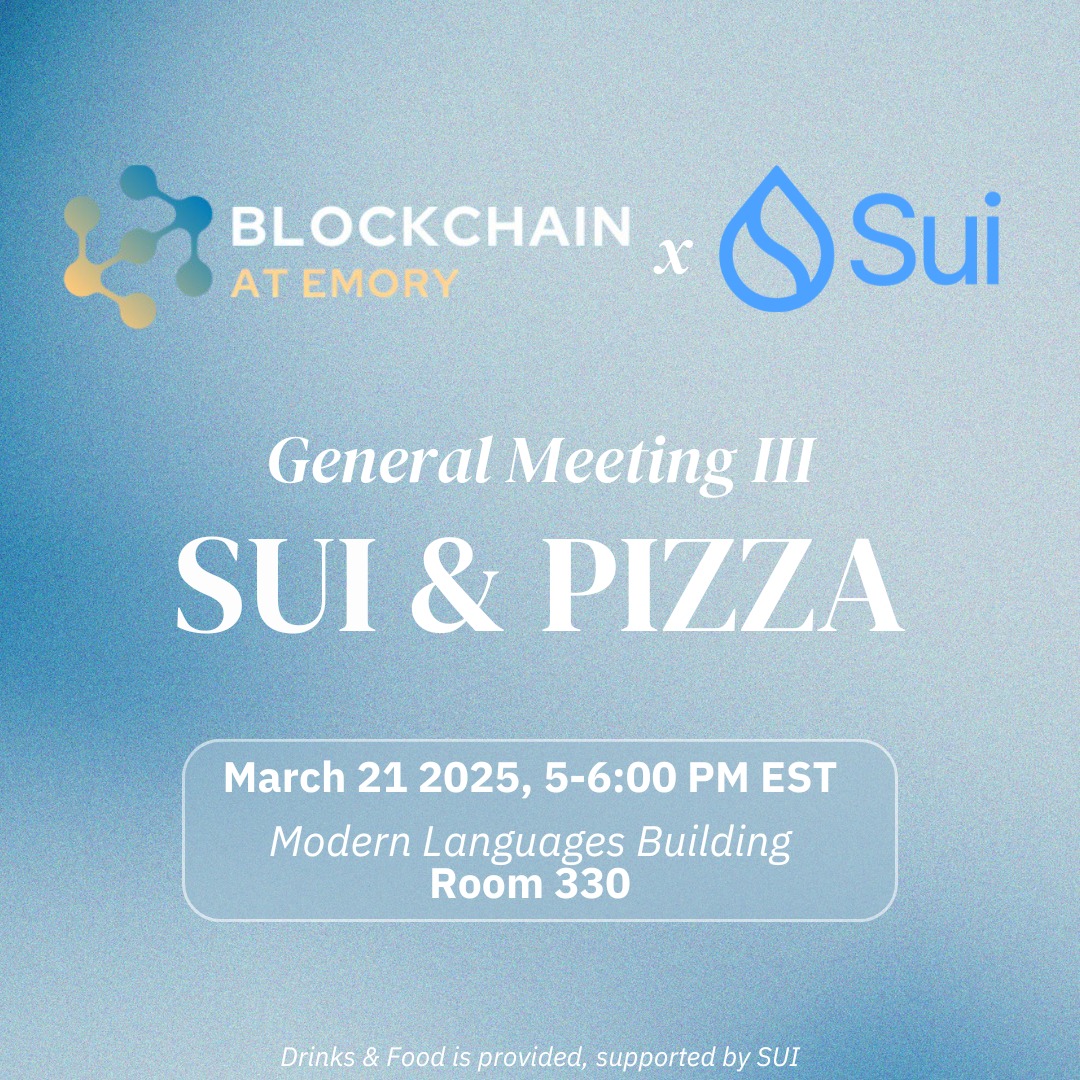 BLOCKCHAIN
AT EMORY
x
Sui
General Meeting III
SUI & PIZZA
March 21 2025, 5-6:00 PM EST
Modern Languages Building
Room 330
Drinks & Food is provided, supported by SUI